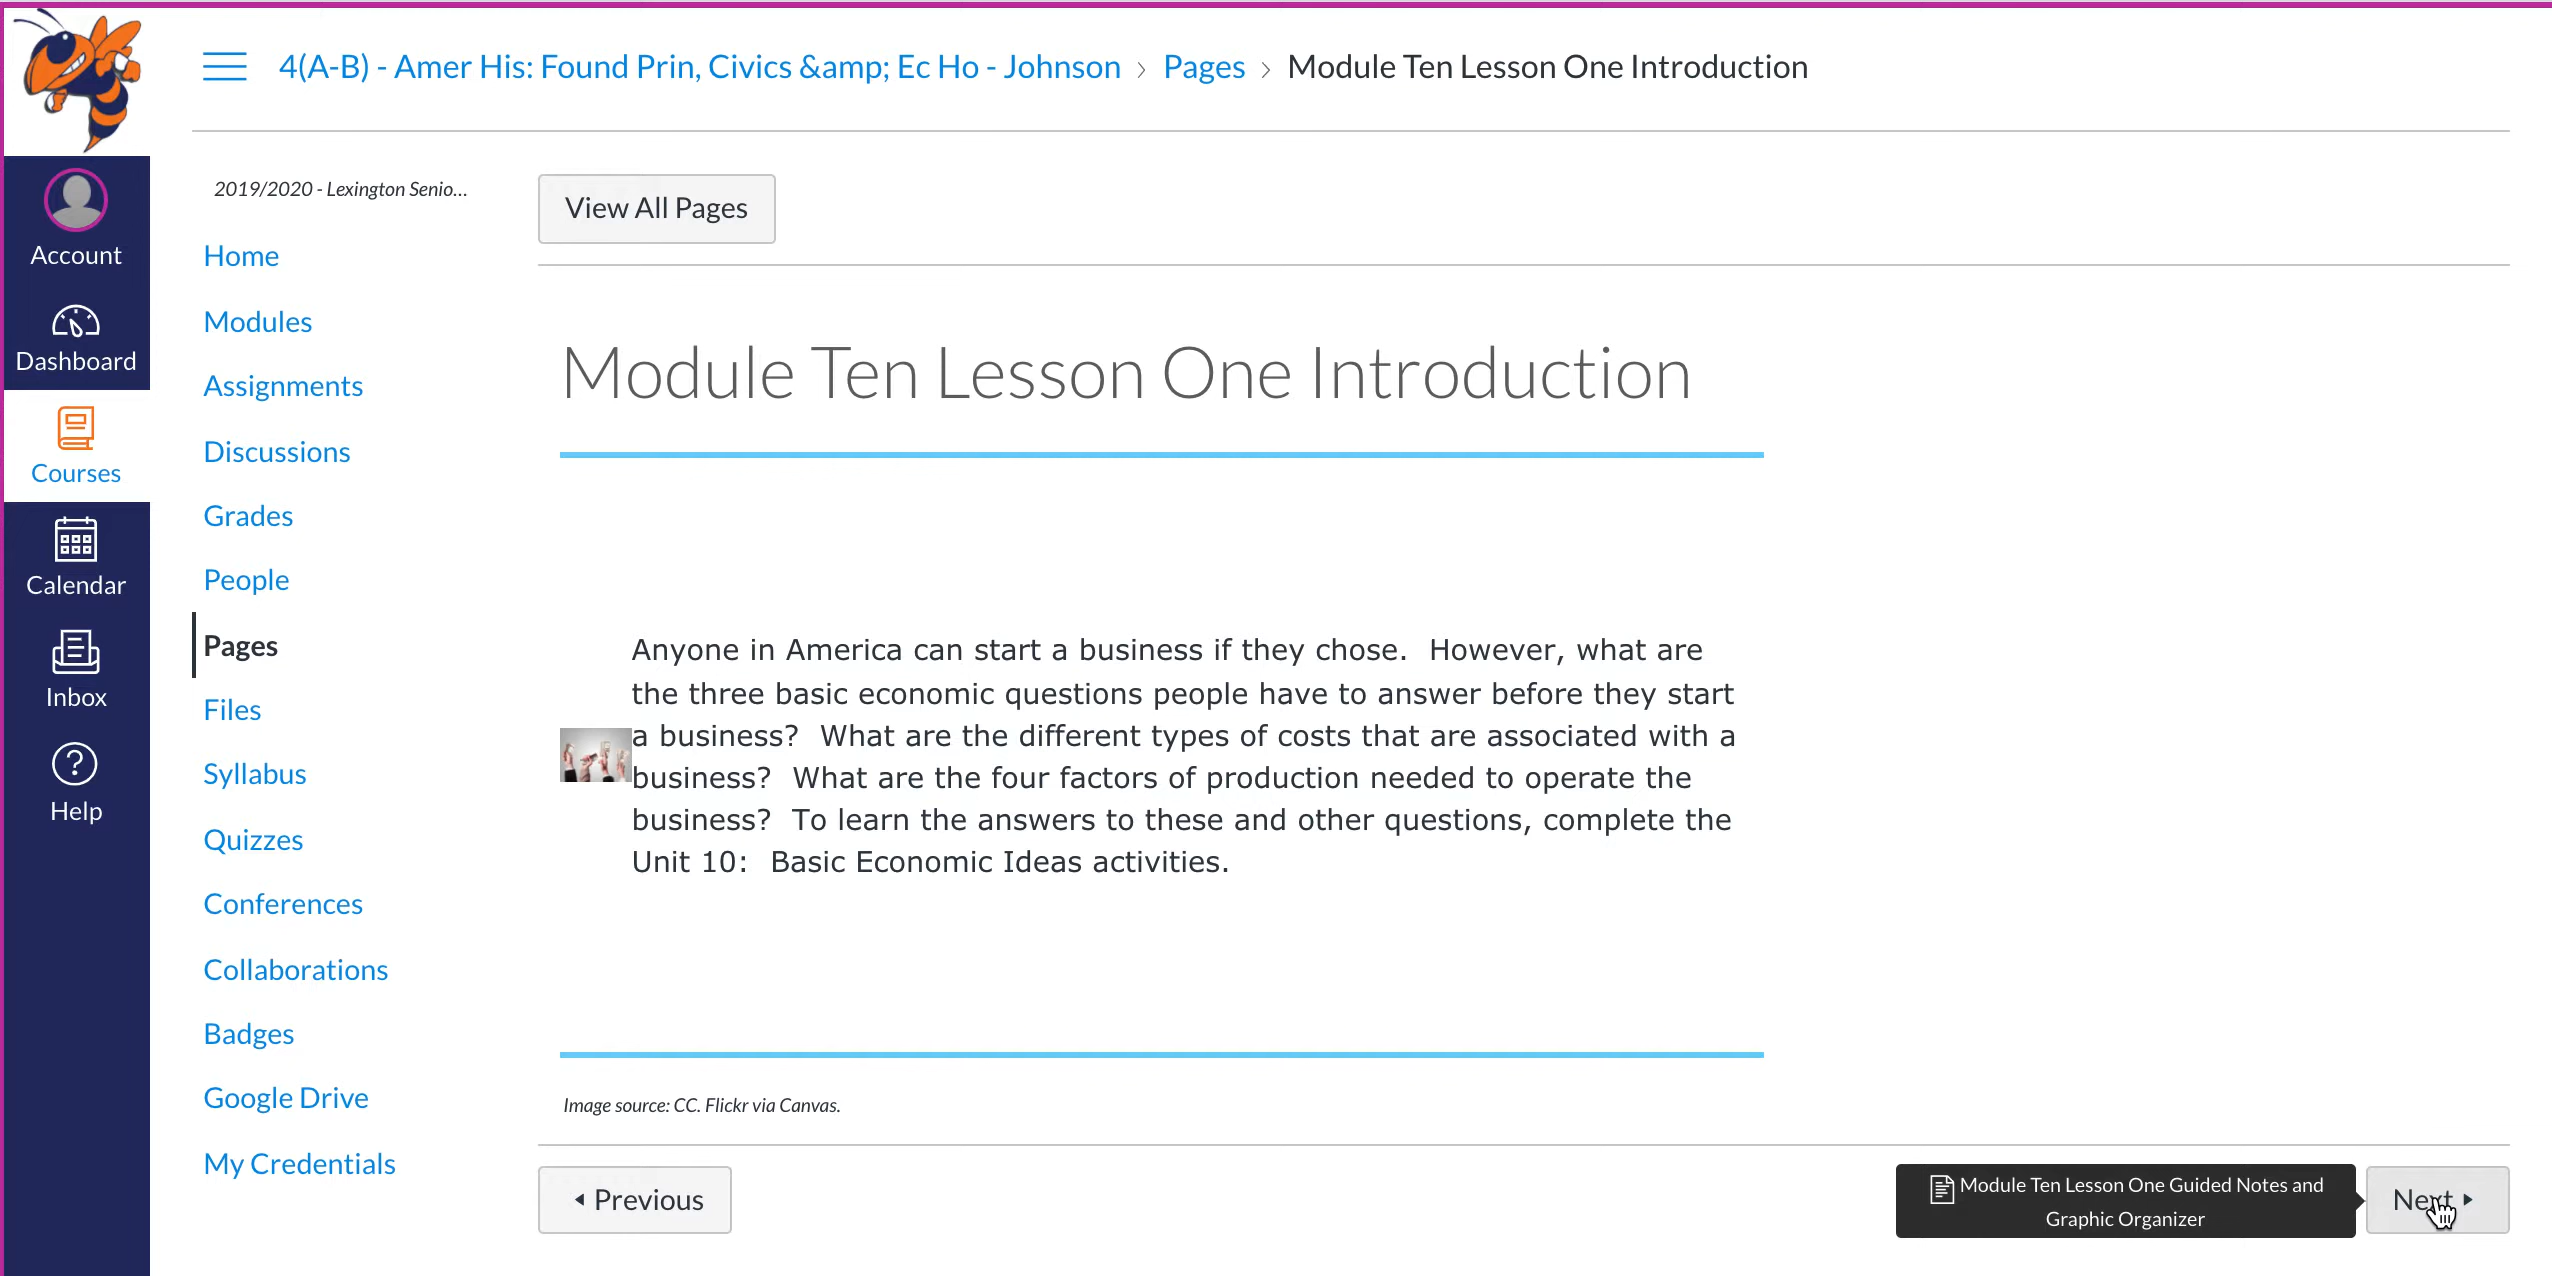 4(A-B) - Amer His: Found Prin, Civics &amp; Ec Ho - Johnson › Pages › Module Ten Lesson One Introduction
Account
Dashboard
Courses
Calendar
Inbox
Help
2019/2020 - Lexington Senio...
Home
Modules
Assignments
Discussions
Grades
People
Pages
Files
Syllabus
Quizzes
Conferences
Collaborations
Badges
Google Drive
My Credentials
View All Pages
Module Ten Lesson One Introduction
Anyone in America can start a business if they chose.  However, what are
the three basic economic questions people have to answer before they start
a business?  What are the different types of costs that are associated with a
business?  What are the four factors of production needed to operate the
business?  To learn the answers to these and other questions, complete the
Unit 10:  Basic Economic Ideas activities.
Image source: CC. Flickr via Canvas.
Previous
Module Ten Lesson One Guided Notes and
Graphic Organizer
Next